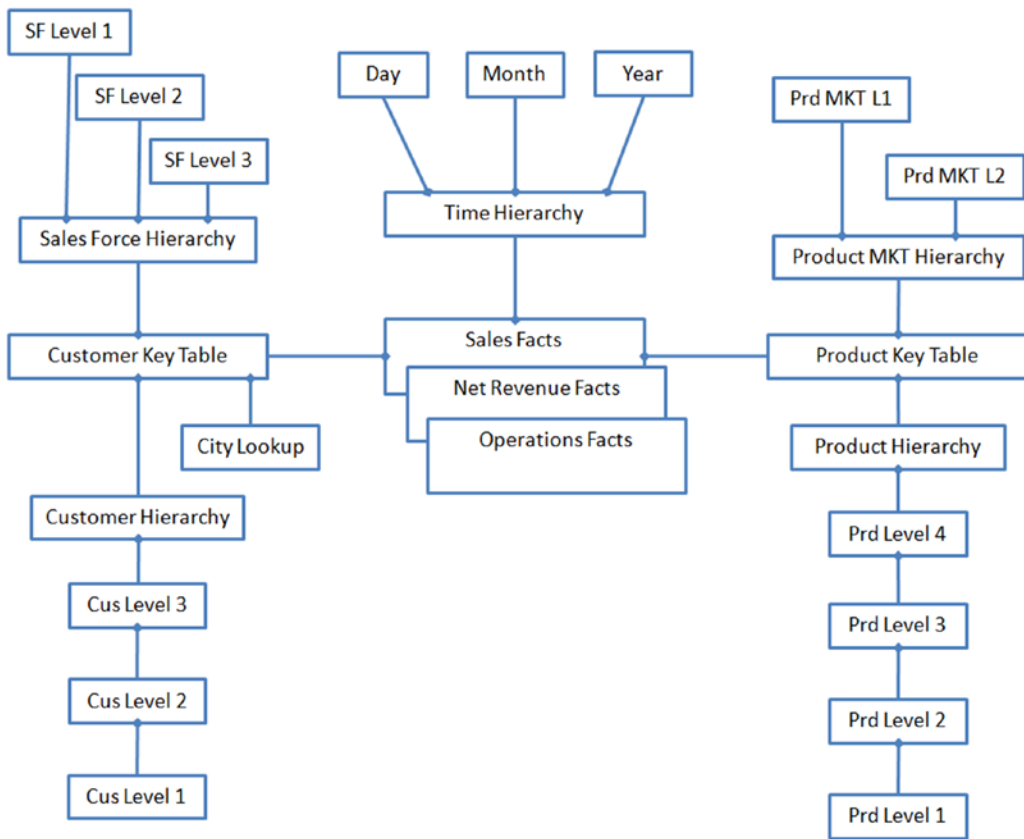 SF Level 1
SF Level 2
SF Level 3
Sales Force Hierarchy
Day
Month
Year
Time Hierarchy
Prd MKT L1
Prd MKT L2
Product MKT Hierarchy
Customer Key Table
Sales Facts
Net Revenue Facts
Operations Facts
Product Key Table
City Lookup
Customer Hierarchy
Cus Level 3
Cus Level 2
Cus Level 1
Product Hierarchy
Prd Level 4
Prd Level 3
Prd Level 2
Prd Level 1